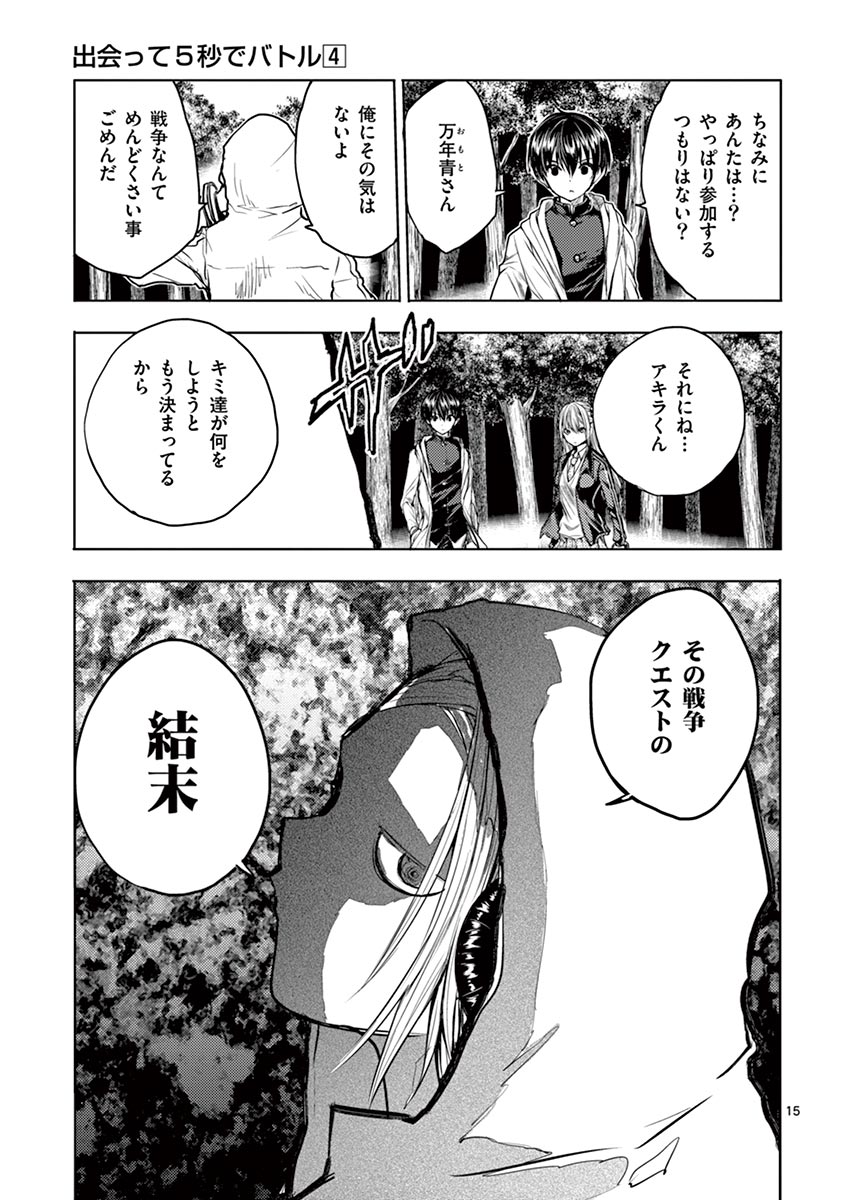 出会って5秒でバトル4
ちなみに
あんたは…?
やっぱり参加する
つもりはない?
万年青さん
おもと
俺にその気は
ないよ
戦争なんて
めんどくさい事
ごめんだ
それにね…
アキラくん
キミ達が何を
しようと
もう決まってる
から
その戦争
クエストの
結末
15